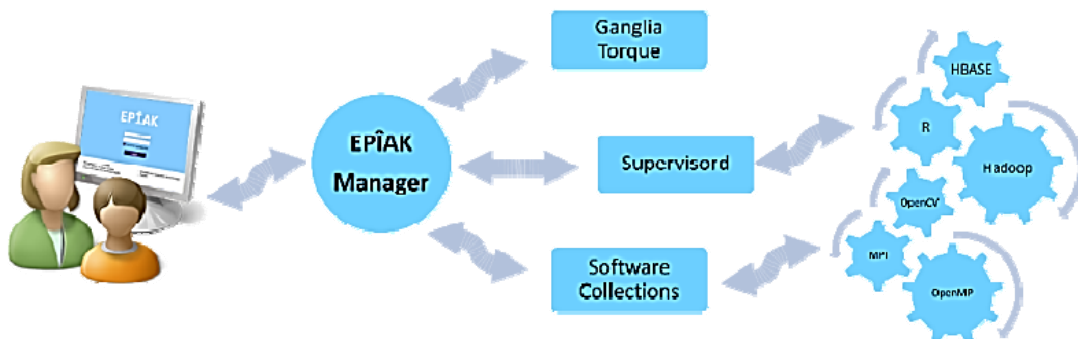 EPÎAK
EPÎAK
Manager
Ganglia
Torque
Supervisord
Software
Collections
HBASE
R
Hadoop
OpenCV
MPI
OpenMP